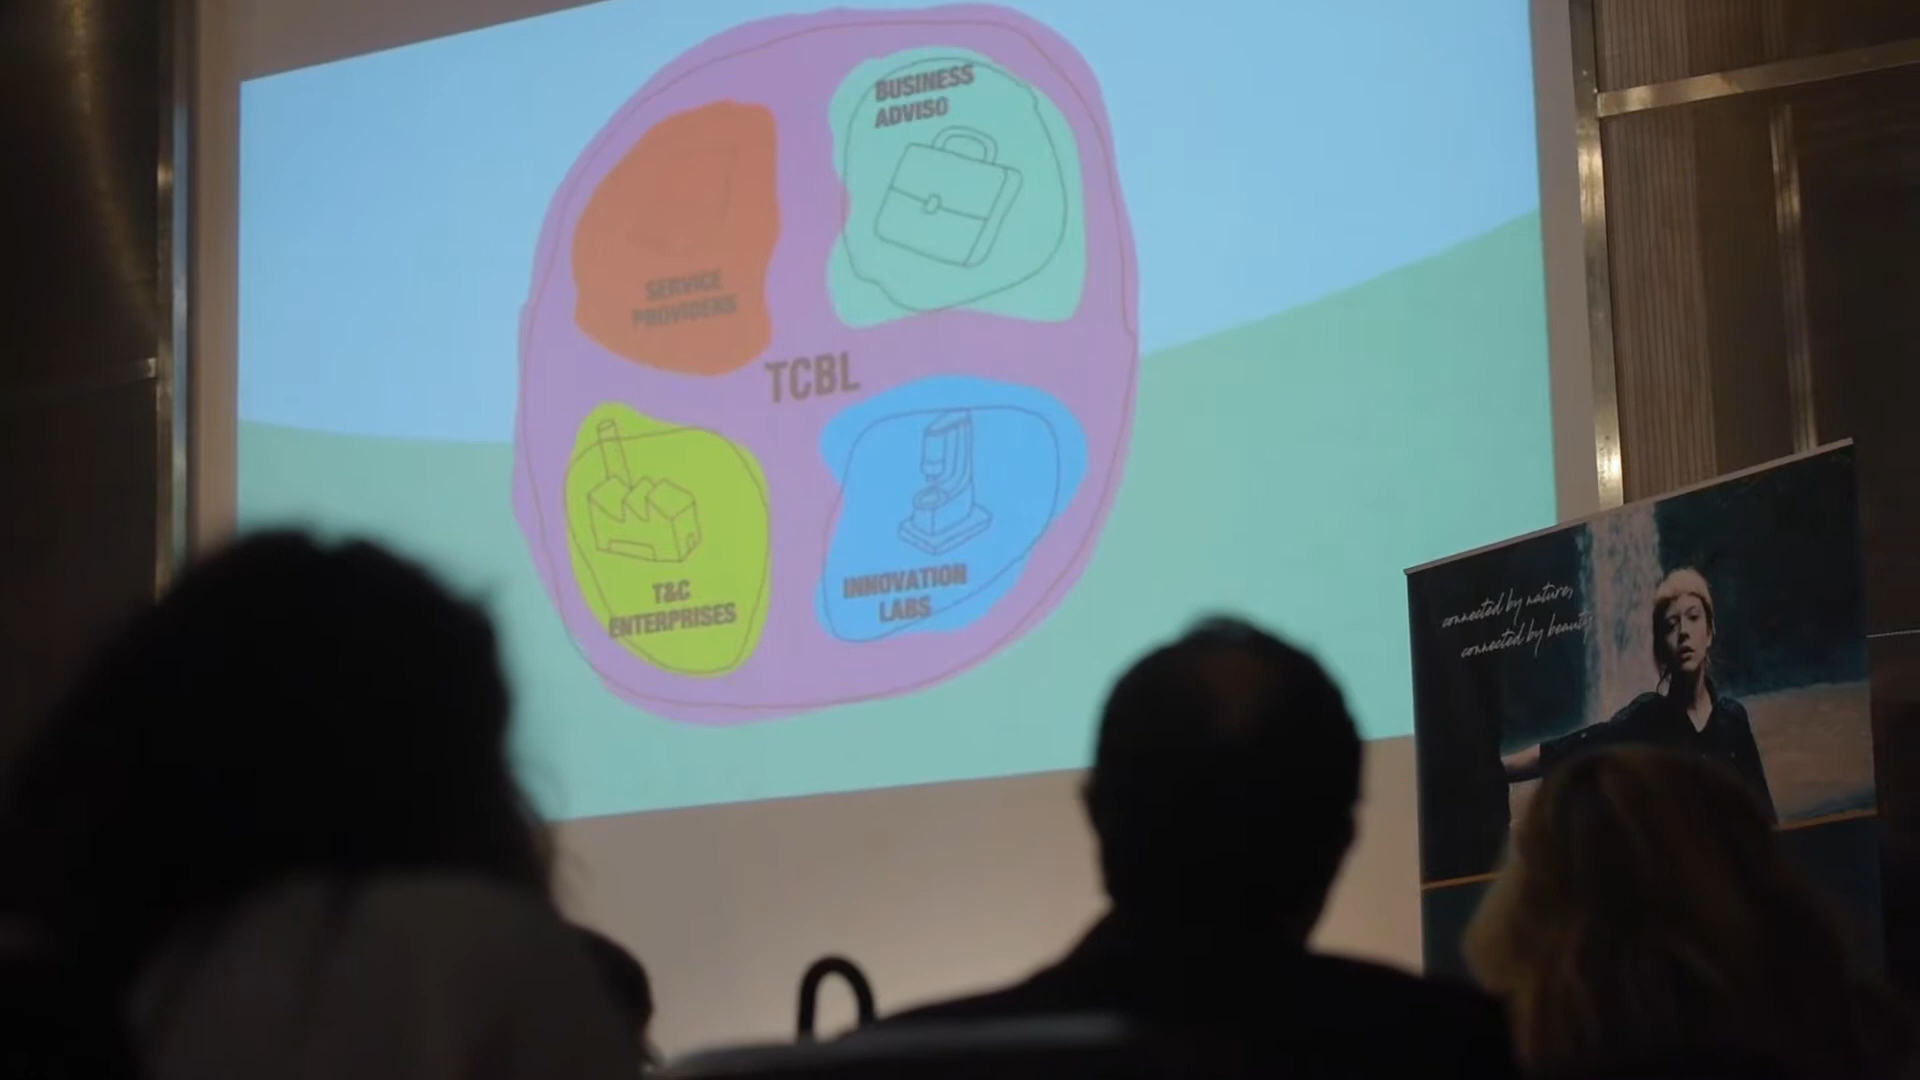 BUSINESS
ADVISO
SERVICE
PROVIDERS
TCBL
T&C
ENTERPRISES
INNOVATION
LABS
connected by nature,
connected by beauty